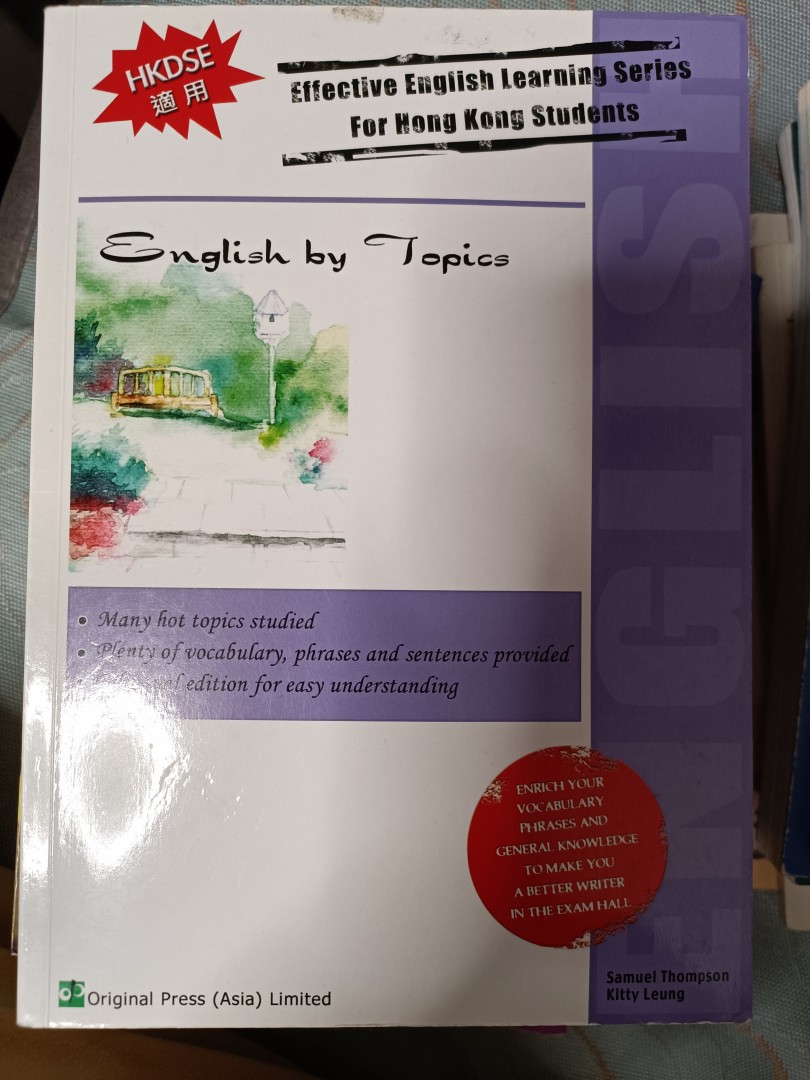 HKDSE
適用
Effective English Learning Series
For Hong Kong Students
English by Topics
ENGLISH
• Many hot topics studied
• Plenty of vocabulary, phrases and sentences provided
edition for easy understanding
ENRICH YOUR
VOCABULARY
PHRASES AND
GENERAL KNOWLEDGE
TO MAKE YOU
A BETTER WRITER
IN THE EXAM HALL
Samuel Thompson
Kitty Leung
op Original Press (Asia) Limited